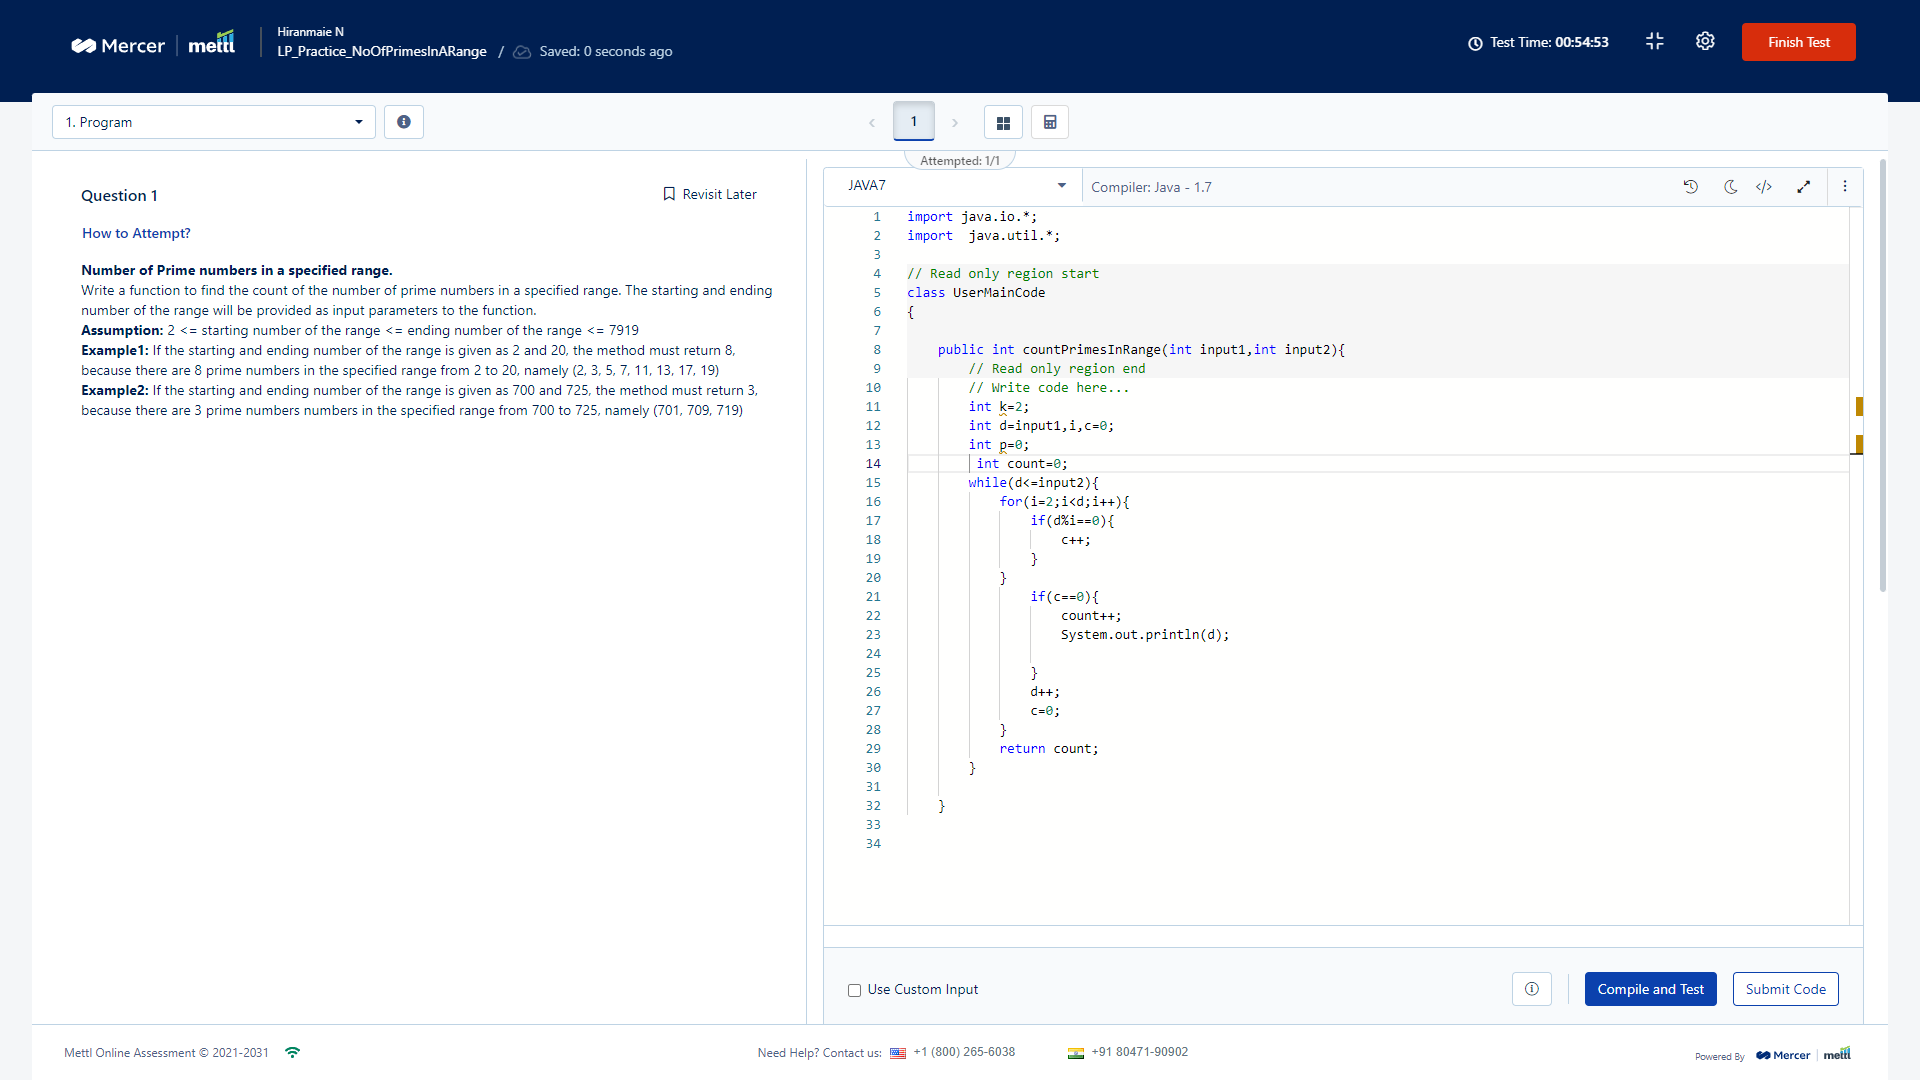 Mercer mettl
Hiranmaie N
LP_Practice_NoOfPrimesInARange / Saved: 0 seconds ago
Test Time: 00:54:53
Finish Test
1. Program
1
Attempted: 1/1
Question 1
Revisit Later
How to Attempt?
Number of Prime numbers in a specified range.
Write a function to find the count of the number of prime numbers in a specified range. The starting and ending
number of the range will be provided as input parameters to the function.
Assumption: 2 <= starting number of the range <= ending number of the range <= 7919
Example1: If the starting and ending number of the range is given as 2 and 20, the method must return 8,
because there are 8 prime numbers in the specified range from 2 to 20, namely (2, 3, 5, 7, 11, 13, 17, 19)
Example2: If the starting and ending number of the range is given as 700 and 725, the method must return 3,
because there are 3 prime numbers numbers in the specified range from 700 to 725, namely (701, 709, 719)
JAVA7
Compiler: Java - 1.7
1 import java.io.*;
2 import  java.util.*;
3
4 // Read only region start
5 class UserMainCode
6 {
7
8     public int countPrimesInRange(int input1,int input2){
9         // Read only region end
10         // Write code here...
11         int k=2;
12         int d=input1,i,c=0;
13         int p=0;
14          int count=0;
15         while(d<=input2){
16             for(i=2;i<d;i++){
17                 if(d%i==0){
18                     c++;
19                 }
20             }
21                 if(c==0){
22                     count++;
23                     System.out.println(d);
24
25                 }
26                 d++;
27                 c=0;
28             }
29             return count;
30         }
31
32     }
33
34
Use Custom Input
Compile and Test
Submit Code
Mettl Online Assessment © 2021-2031
Need Help? Contact us: +1 (800) 265-6038
+91 80471-90902
Powered By Mercer mettl